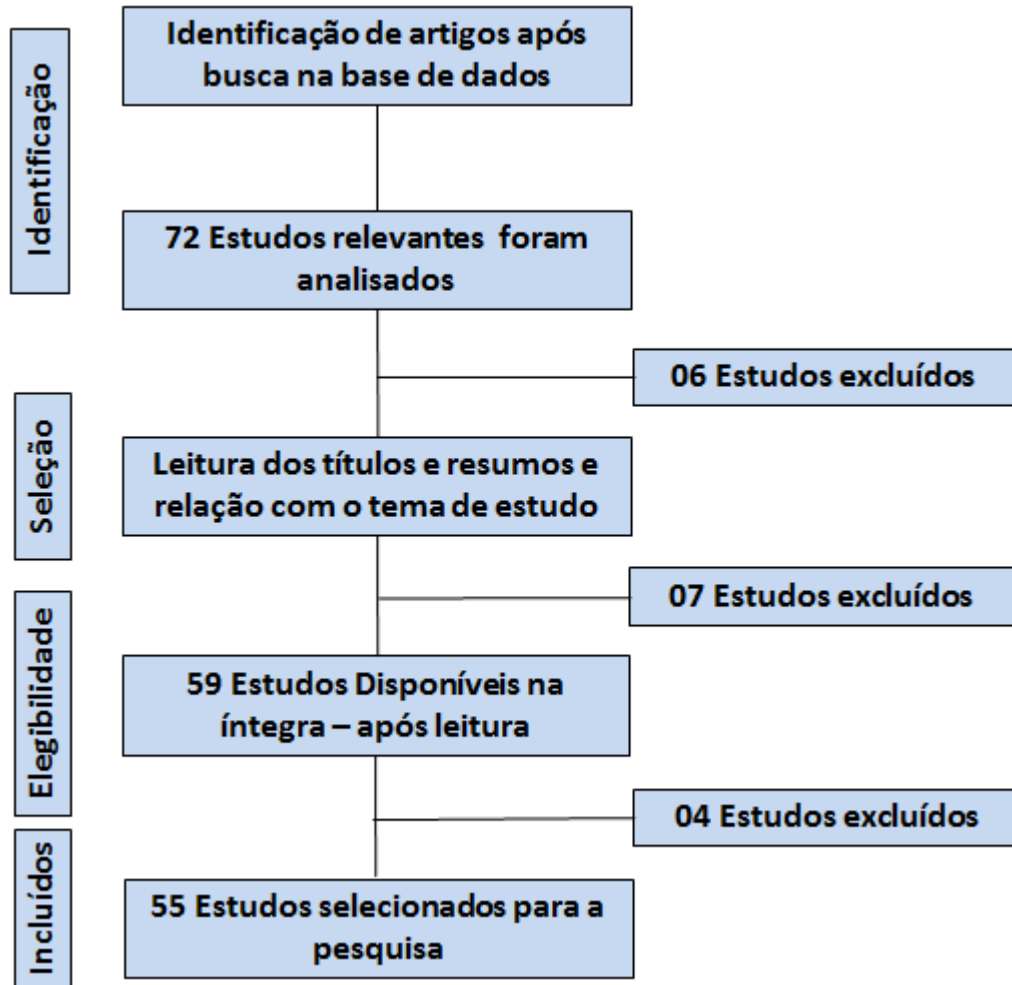 Identificação
Identificação de artigos após
busca na base de dados
72 Estudos relevantes foram
analisados
06 Estudos excluídos
Seleção
Leitura dos títulos e resumos e
relação com o tema de estudo
07 Estudos excluídos
Elegibilidade
59 Estudos Disponíveis na
íntegra – após leitura
04 Estudos excluídos
Incluídos
55 Estudos selecionados para a
pesquisa